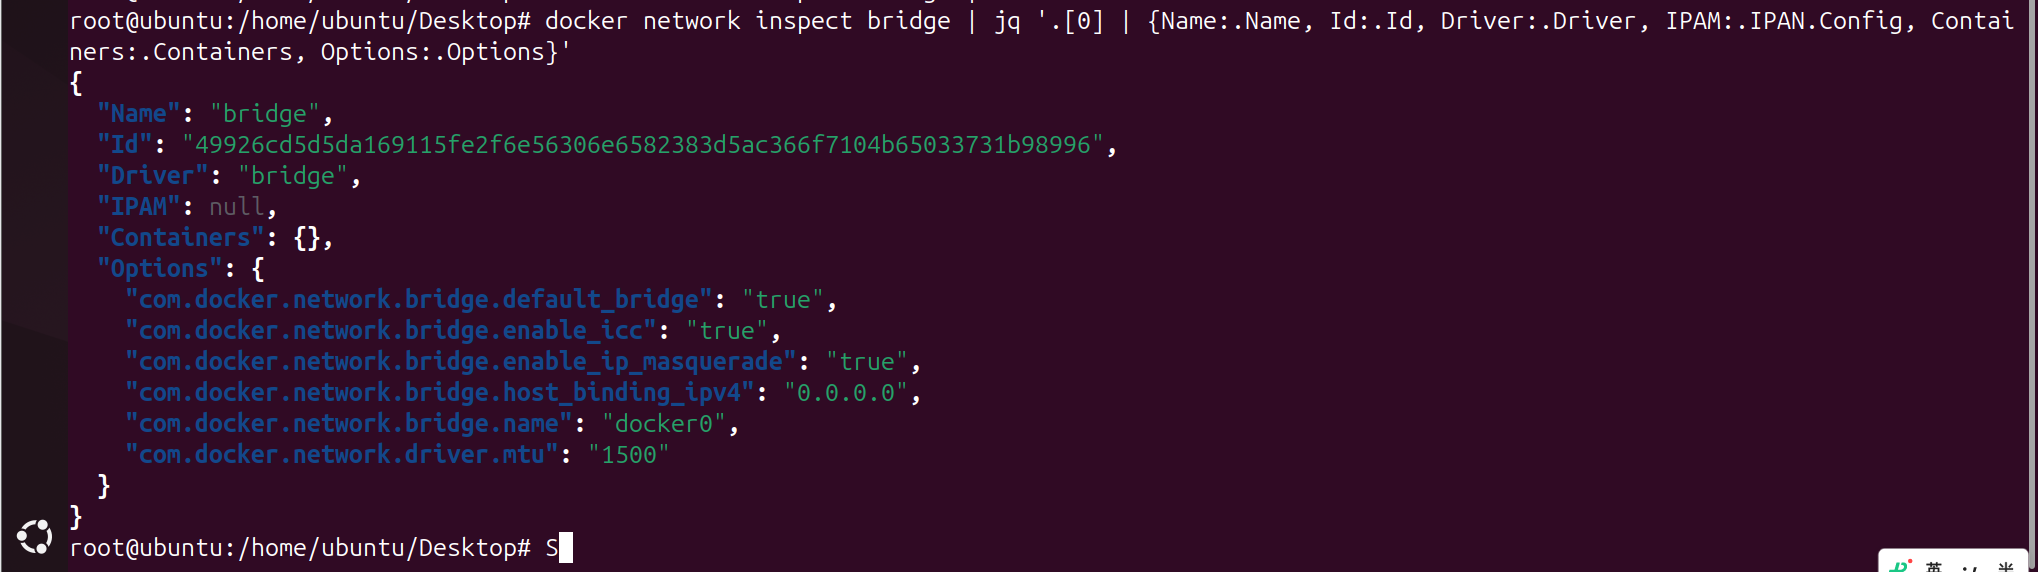 root@ubuntu:/home/ubuntu/Desktop# docker network inspect bridge | jq '.[0] | {Name:.Name, Id:.Id, Driver:.Driver, IPAM:.IPAN.Config, Contai
ners:.Containers, Options:.Options}'
{
  "Name": "bridge",
  "Id": "49926cd5d5da169115fe2f6e56306e6582383d5ac366f7104b65033731b98996",
  "Driver": "bridge",
  "IPAM": null,
  "Containers": {},
  "Options": {
    "com.docker.network.bridge.default_bridge": "true",
    "com.docker.network.bridge.enable_icc": "true",
    "com.docker.network.bridge.enable_ip_masquerade": "true",
    "com.docker.network.bridge.host_binding_ipv4": "0.0.0.0",
    "com.docker.network.bridge.name": "docker0",
    "com.docker.network.driver.mtu": "1500"
  }
}
root@ubuntu:/home/ubuntu/Desktop# S
英 半